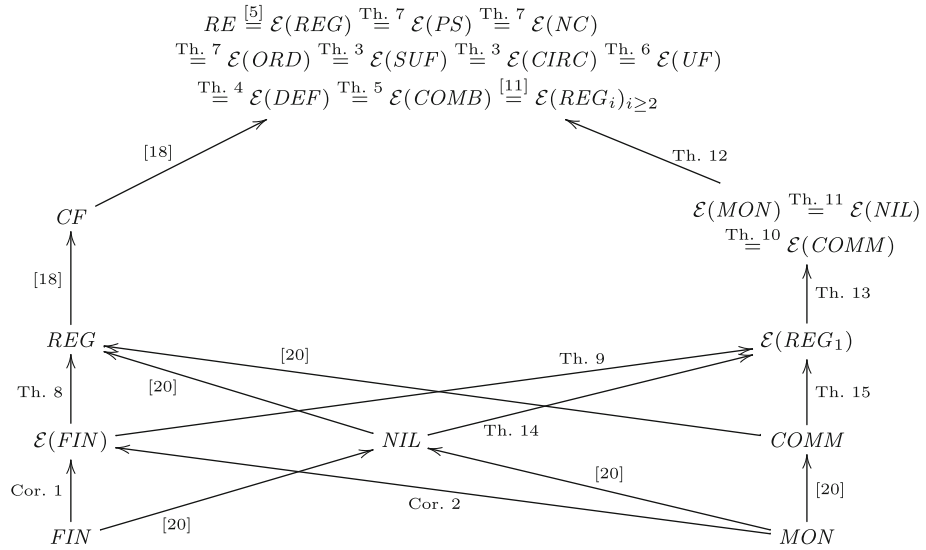 RE [5]= ℰ(REG) Th. 7= ℰ(PS) Th. 7= ℰ(NC)
Th. 7= ℰ(ORD) Th. 3= ℰ(SUF) Th. 3= ℰ(CIRC) Th. 6= ℰ(UF)
Th. 4= ℰ(DEF) Th. 5= ℰ(COMB) [11]= ℰ(REG_i)_{i≥2}
[18]
Th. 12
CF
ℰ(MON) Th. 11= ℰ(NIL)
Th. 10= ℰ(COMM)
[18]
Th. 13
REG
ℰ(REG₁)
[20]
Th. 9
[20]
Th. 8
Th. 15
Th. 14
ℰ(FIN)
NIL
COMM
[20]
Cor. 1
Cor. 2
[20]
[20]
FIN
MON